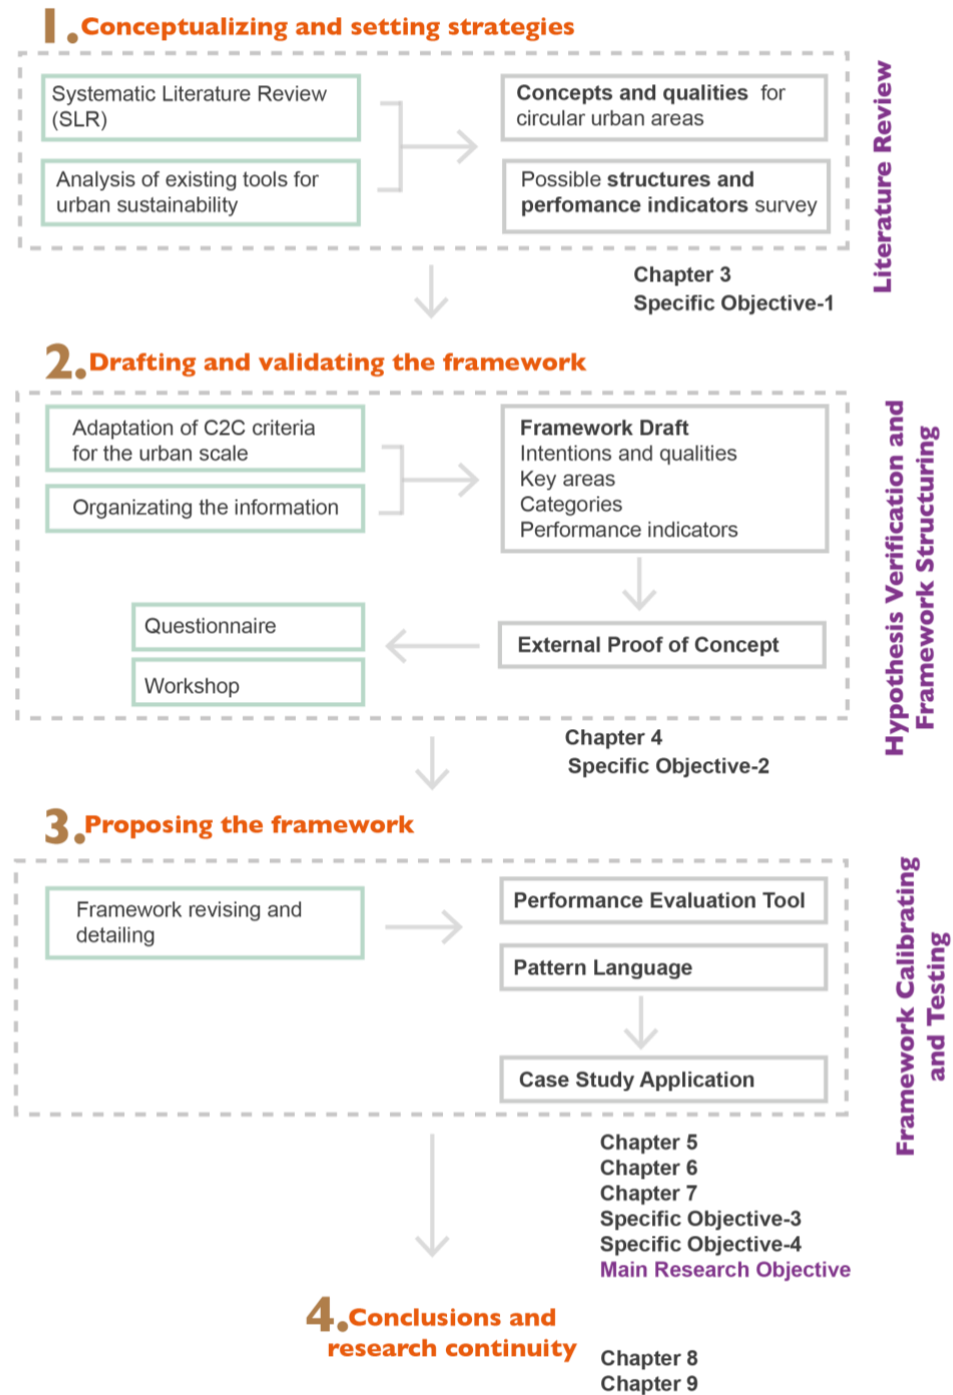 1. Conceptualizing and setting strategies
Systematic Literature Review
(SLR)
Analysis of existing tools for
urban sustainability
Concepts and qualities for
circular urban areas
Possible structures and
perfomance indicators survey
Literature Review
Chapter 3
Specific Objective-1
2. Drafting and validating the framework
Adaptation of C2C criteria
for the urban scale
Organizating the information
Framework Draft
Intentions and qualities
Key areas
Categories
Performance indicators
External Proof of Concept
Questionnaire
Workshop
Hypothesis Verification and
Framework Structuring
Chapter 4
Specific Objective-2
3. Proposing the framework
Framework revising and
detailing
Performance Evaluation Tool
Pattern Language
Case Study Application
Framework Calibrating
and Testing
Chapter 5
Chapter 6
Chapter 7
Specific Objective-3
Specific Objective-4
Main Research Objective
4. Conclusions and
research continuity
Chapter 8
Chapter 9